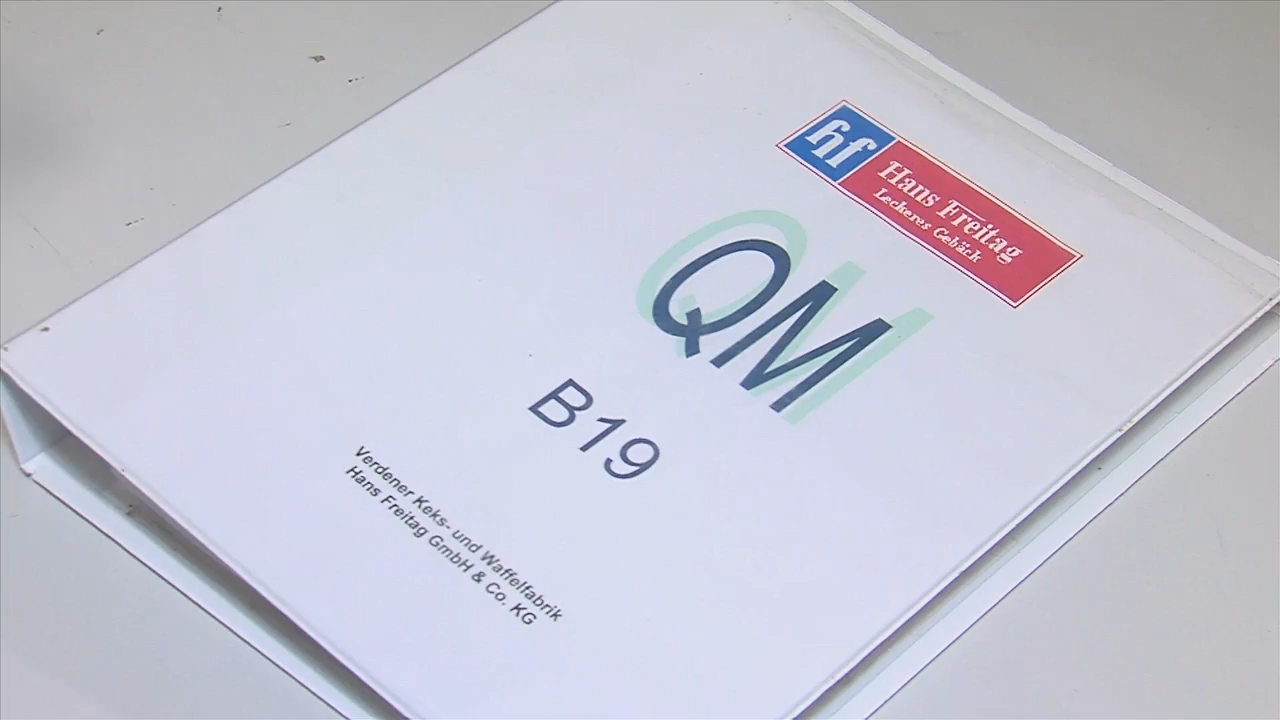 hf
Hans Freitag
Leckeres Gebäck
QM
B19
Verdener Keks- und Waffelfabrik
Hans Freitag GmbH & Co. KG